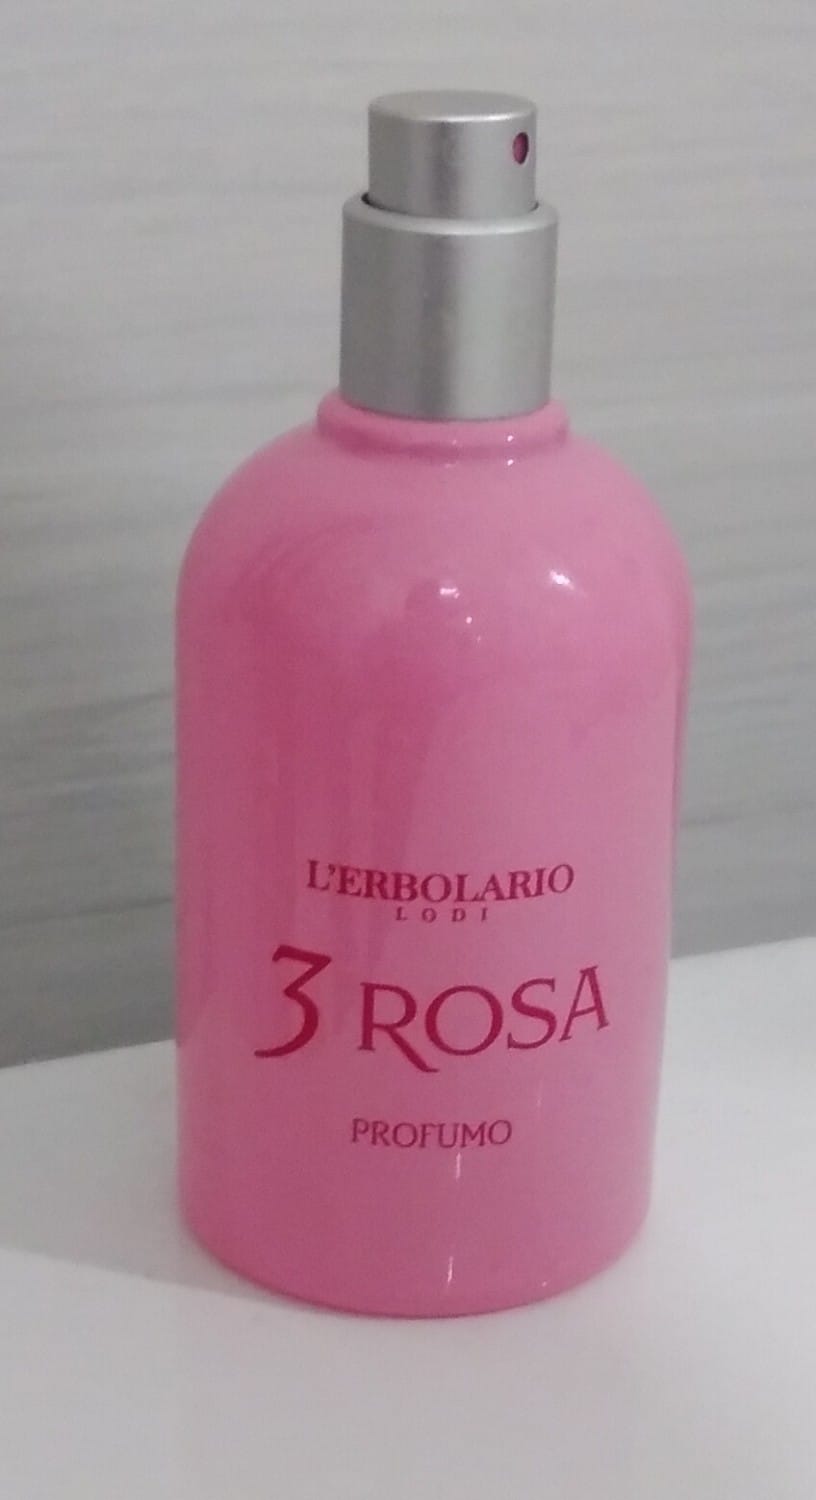 L'ERBOLARIO
LODI
3 ROSA
PROFUMO